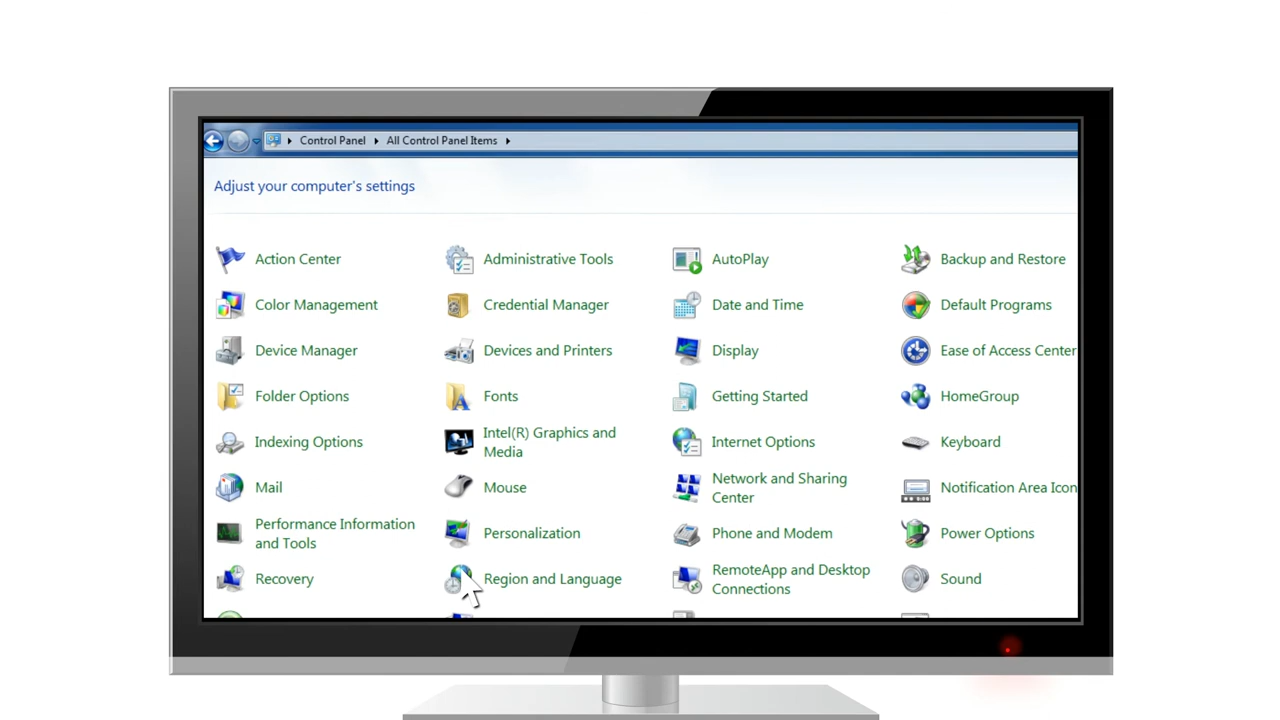 Control Panel All Control Panel Items
Adjust your computer's settings
Action Center Administrative Tools AutoPlay Backup and Restore
Color Management Credential Manager Date and Time Default Programs
Device Manager Devices and Printers Display Ease of Access Center
Folder Options Fonts Getting Started HomeGroup
Indexing Options Intel(R) Graphics and
Media Internet Options Keyboard
Mail Mouse Network and Sharing
Center Notification Area Icon
Performance Information
and Tools Personalization Phone and Modem Power Options
Recovery Region and Language RemoteApp and Desktop
Connections Sound